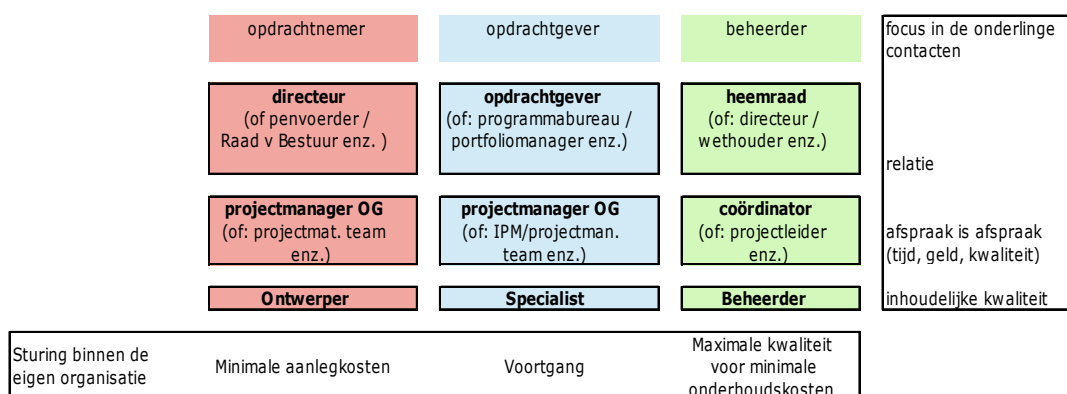 opdrachtnemer
opdrachtgever
beheerder
focus in de onderlinge
contacten
directeur
(of penvoerder /
Raad v Bestuur enz. )
opdrachtgever
(of: programmabureau /
portfoliomanager enz.)
heemraad
(of: directeur /
wethouder enz.)
relatie
projectmanager OG
(of: projectmat. team
enz.)
projectmanager OG
(of: IPM/projectman.
team enz.)
coördinator
(of: projectleider
enz.)
afspraak is afspraak
(tijd, geld, kwaliteit)
Ontwerper
Specialist
Beheerder
inhoudelijke kwaliteit
Sturing binnen de
eigen organisatie
Minimale aanlegkosten
Voortgang
Maximale kwaliteit
voor minimale
onderhoudskosten